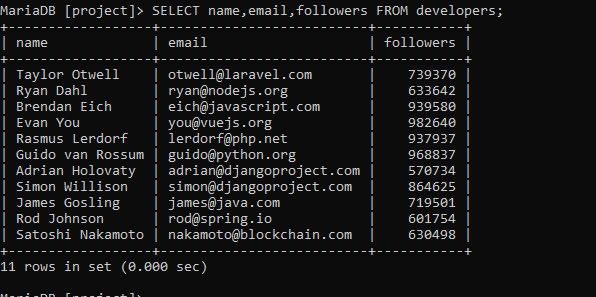 MariaDB [project]> SELECT name,email,followers FROM developers;
+------------------+--------------------------+-----------+
| name             | email                    | followers |
+------------------+--------------------------+-----------+
| Taylor Otwell    | otwell@laravel.com       |    739370 |
| Ryan Dahl        | ryan@nodejs.org          |    633642 |
| Brendan Eich     | eich@javascript.com      |    939580 |
| Evan You         | you@vuejs.org            |    982640 |
| Rasmus Lerdorf   | lerdorf@php.net          |    937937 |
| Guido van Rossum | guido@python.org         |    968837 |
| Adrian Holovaty  | adrian@djangoproject.com |    570734 |
| Simon Willison   | simon@djangoproject.com  |    864625 |
| James Gosling    | james@java.com           |    719501 |
| Rod Johnson      | rod@spring.io            |    601754 |
| Satoshi Nakamoto | nakamoto@blockchain.com  |    630498 |
+------------------+--------------------------+-----------+
11 rows in set (0.000 sec)
MariaDB [project]>